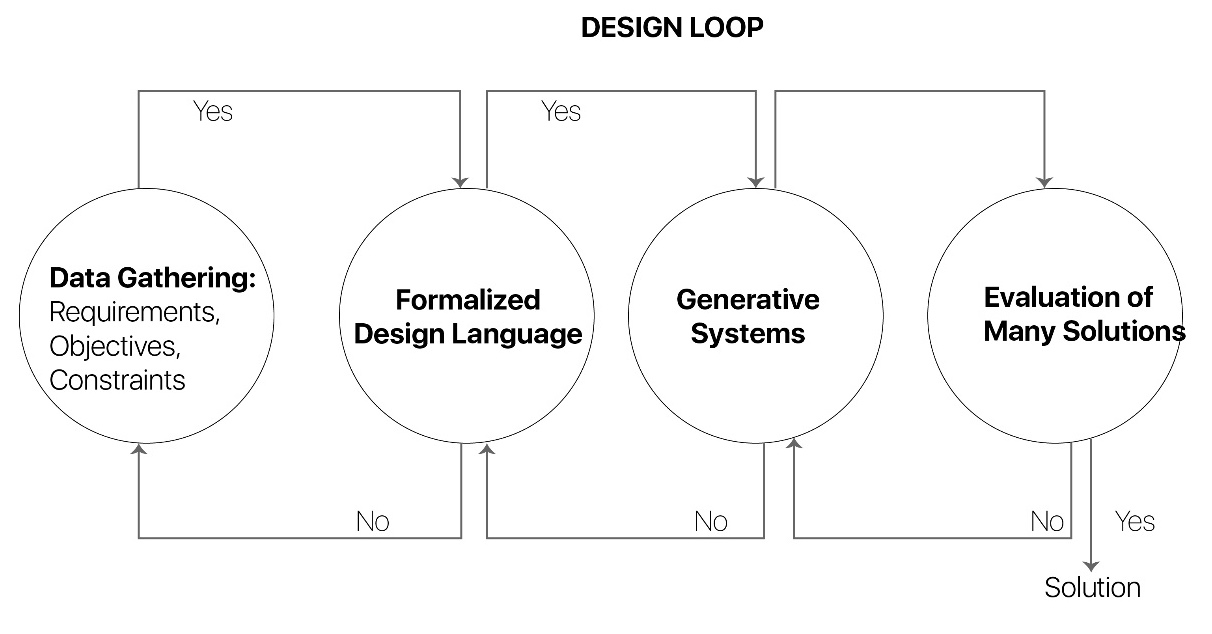 DESIGN LOOP
Yes
Yes
Data Gathering:
Requirements,
Objectives,
Constraints
Formalized
Design Language
Generative
Systems
Evaluation of
Many Solutions
No
No
No
Yes
Solution